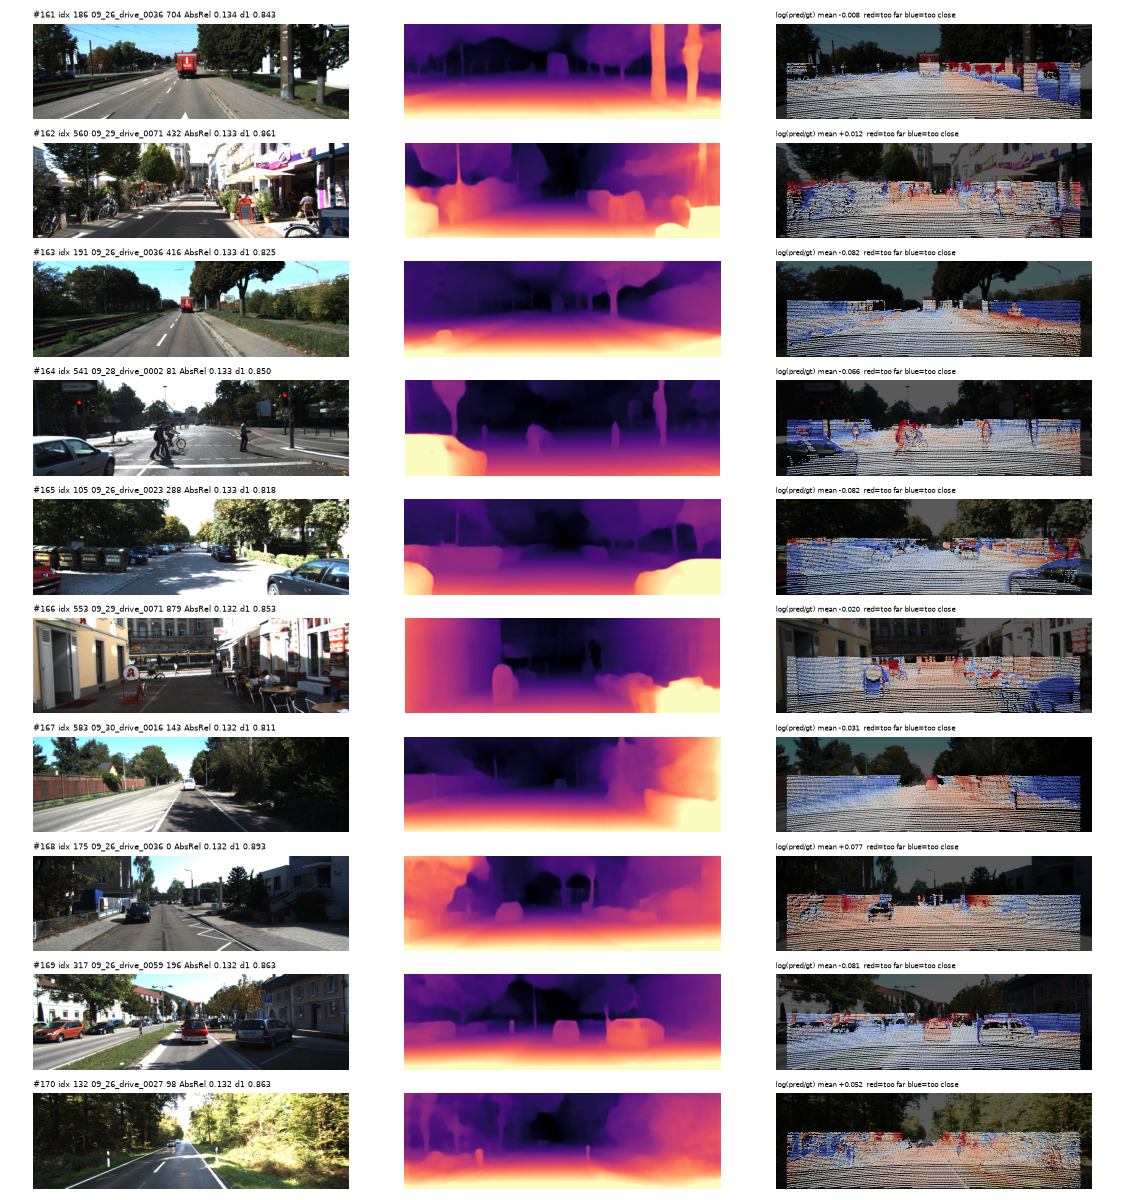 #161 idx 186 09_26_drive_0036 704 AbsRel 0.134 d1 0.843
log(pred/gt) mean -0.008 red=too far blue=too close
#162 idx 560 09_29_drive_0071 432 AbsRel 0.133 d1 0.861
log(pred/gt) mean +0.012 red=too far blue=too close
#163 idx 191 09_26_drive_0036 416 AbsRel 0.133 d1 0.825
log(pred/gt) mean -0.082 red=too far blue=too close
#164 idx 541 09_28_drive_0002 81 AbsRel 0.133 d1 0.850
log(pred/gt) mean -0.066 red=too far blue=too close
#165 idx 105 09_26_drive_0023 288 AbsRel 0.133 d1 0.818
log(pred/gt) mean -0.082 red=too far blue=too close
#166 idx 553 09_29_drive_0071 879 AbsRel 0.132 d1 0.853
log(pred/gt) mean -0.020 red=too far blue=too close
#167 idx 583 09_30_drive_0016 143 AbsRel 0.132 d1 0.811
log(pred/gt) mean -0.031 red=too far blue=too close
#168 idx 175 09_26_drive_0036 0 AbsRel 0.132 d1 0.893
log(pred/gt) mean +0.077 red=too far blue=too close
#169 idx 317 09_26_drive_0059 196 AbsRel 0.132 d1 0.863
log(pred/gt) mean -0.081 red=too far blue=too close
#170 idx 132 09_26_drive_0027 98 AbsRel 0.132 d1 0.863
log(pred/gt) mean +0.052 red=too far blue=too close